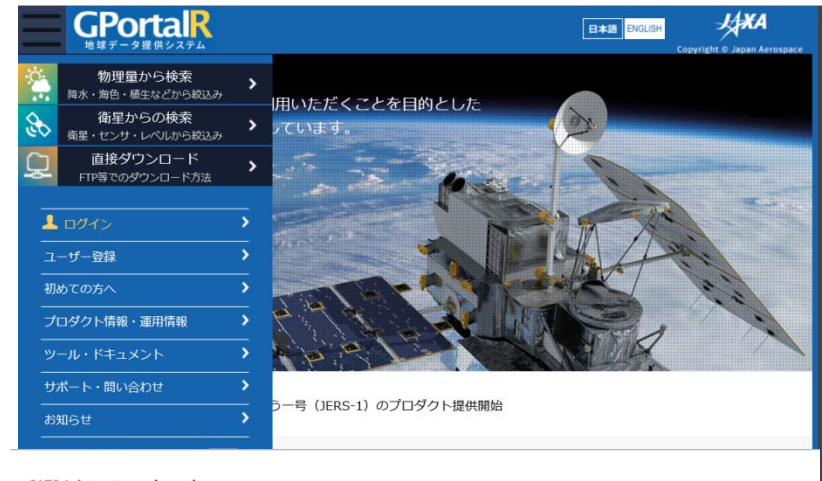 GPortalR
地球データ提供システム
日本語 ENGLISH
JAXA
Copyright © Japan Aerospace
物理量から検索
降水・海色・植生などから絞込み
衛星からの検索
衛星・センサ・レベルから絞込み
直接ダウンロード
FTP等でのダウンロード方法
用いただくことを目的とした
しています。
ログイン
ユーザー登録
初めての方へ
プロダクト情報・運用情報
ツール・ドキュメント
サポート・問い合わせ
お知らせ
う一号（JERS-1）のプロダクト提供開始